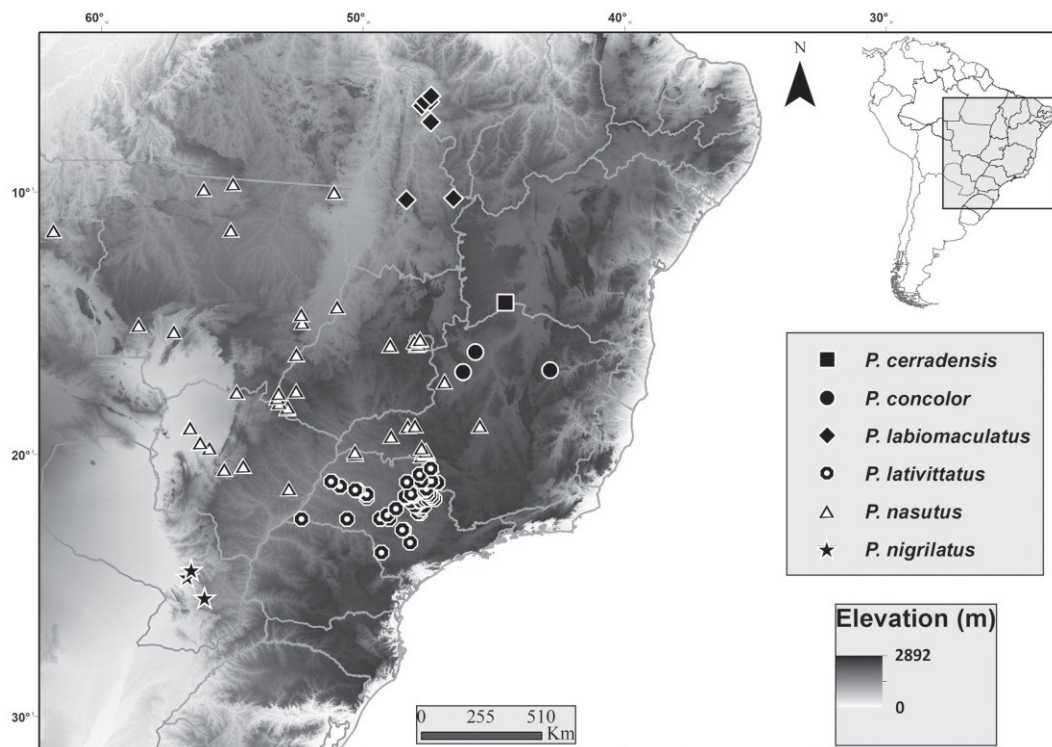 60° 50° 40° 30°
N
10°
20°
30°
P. cerradensis
P. concolor
P. labiomaculatus
P. lativittatus
P. nasutus
P. nigrilatus
Elevation (m)
2892
0
0 255 510
Km